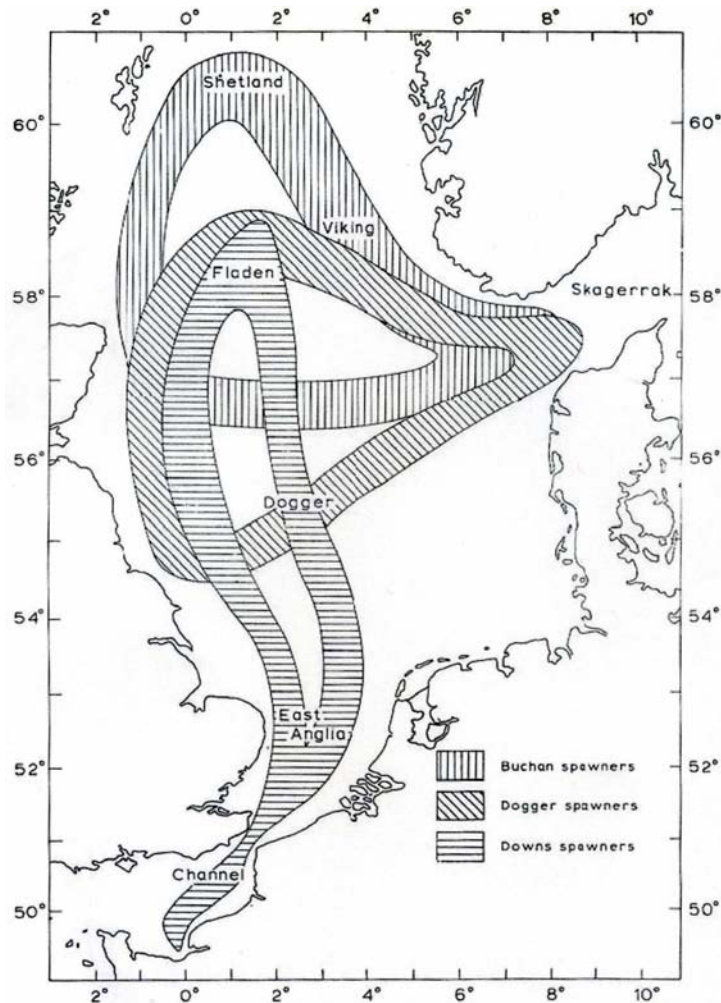 2° 0° 2° 4° 6° 8° 10°
Shetland
60° 60°
Viking
Fladen
Skagerrak
58° 58°
56° 56°
Dogger
54° 54°
East
Anglia
52° 52°
Buchan spawners
Dogger spawners
Downs spawners
Channel
50° 50°
2° 0° 2° 4° 6° 8° 10°